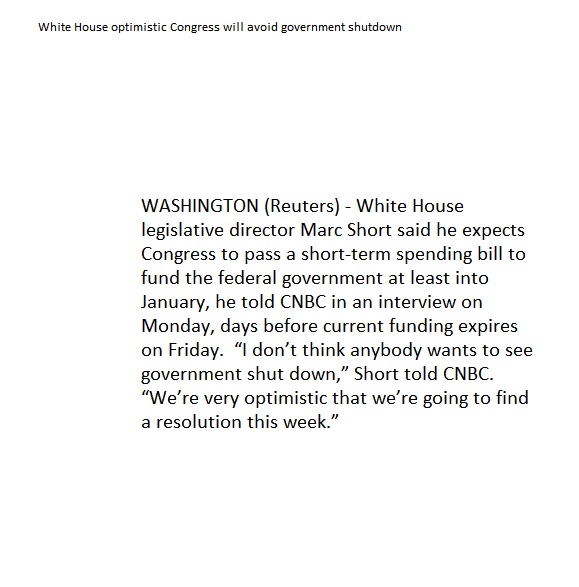 White House optimistic Congress will avoid government shutdown
WASHINGTON (Reuters) - White House
legislative director Marc Short said he expects
Congress to pass a short-term spending bill to
fund the federal government at least into
January, he told CNBC in an interview on
Monday, days before current funding expires
on Friday.  “I don’t think anybody wants to see
government shut down,” Short told CNBC.
“We’re very optimistic that we’re going to find
a resolution this week.”